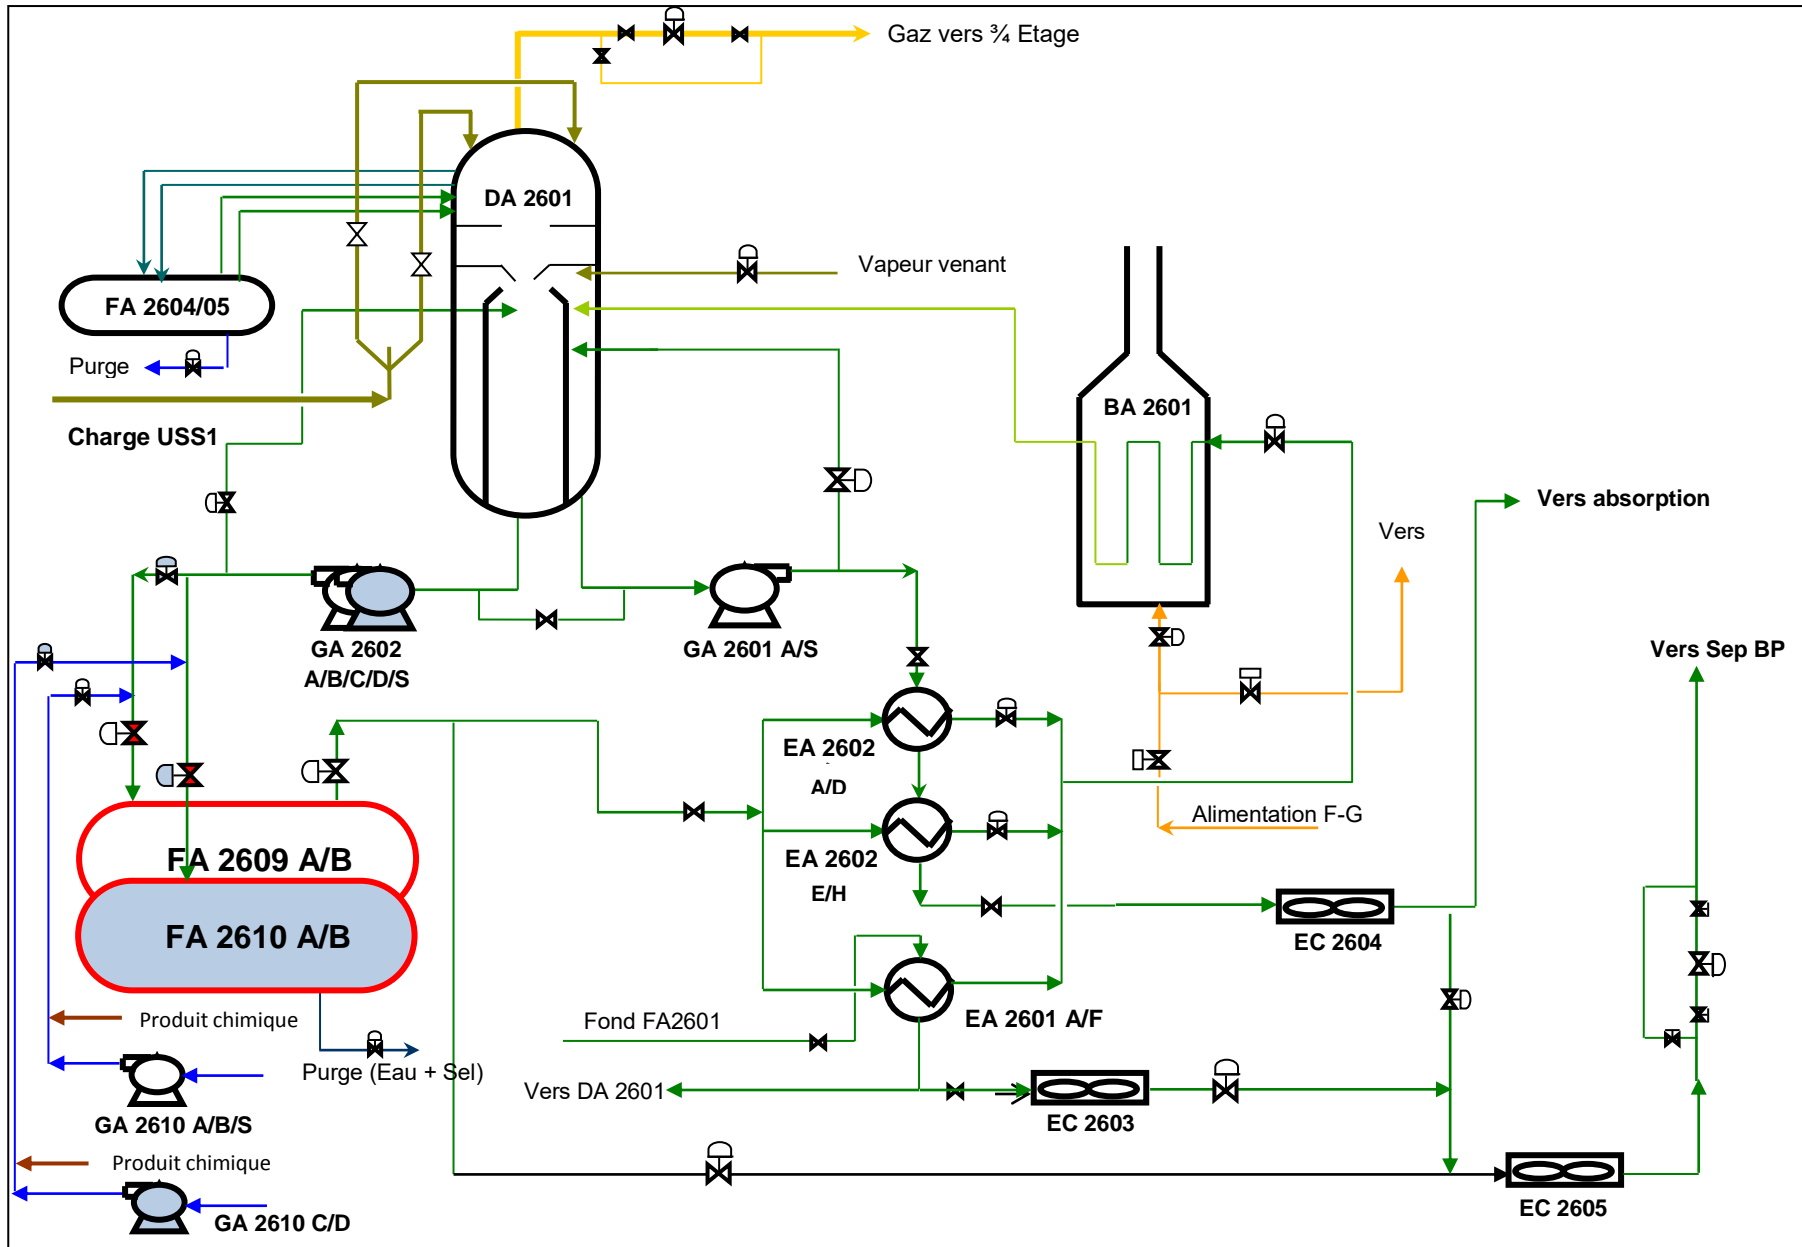 Gaz vers ¾ Etage
DA 2601
Vapeur venant
FA 2604/05
Purge
BA 2601
Charge USS1
Vers absorption
Vers
GA 2602
A/B/C/D/S
GA 2601 A/S
Vers Sep BP
EA 2602
A/D
Alimentation F-G
FA 2609 A/B
EA 2602
E/H
FA 2610 A/B
EC 2604
Produit chimique
Fond FA2601
EA 2601 A/F
Purge (Eau + Sel)
Vers DA 2601
GA 2610 A/B/S
EC 2603
Produit chimique
GA 2610 C/D
EC 2605